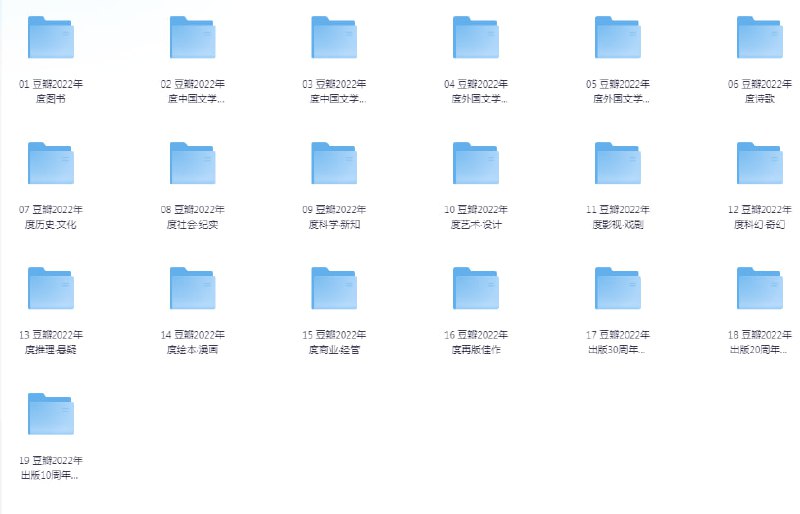 01 豆瓣2022年
度图书
02 豆瓣2022年
度中国文学...
03 豆瓣2022年
度中国文学...
04 豆瓣2022年
度外国文学...
05 豆瓣2022年
度外国文学...
06 豆瓣2022年
度诗歌
07 豆瓣2022年
度历史·文化
08 豆瓣2022年
度社会·纪实
09 豆瓣2022年
度科学·新知
10 豆瓣2022年
度艺术·设计
11 豆瓣2022年
度影视·戏剧
12 豆瓣2022年
度科幻·奇幻
13 豆瓣2022年
度推理·悬疑
14 豆瓣2022年
度绘本·漫画
15 豆瓣2022年
度商业·经管
16 豆瓣2022年
度再版佳作
17 豆瓣2022年
出版30周年...
18 豆瓣2022年
出版20周年...
19 豆瓣2022年
出版10周年...